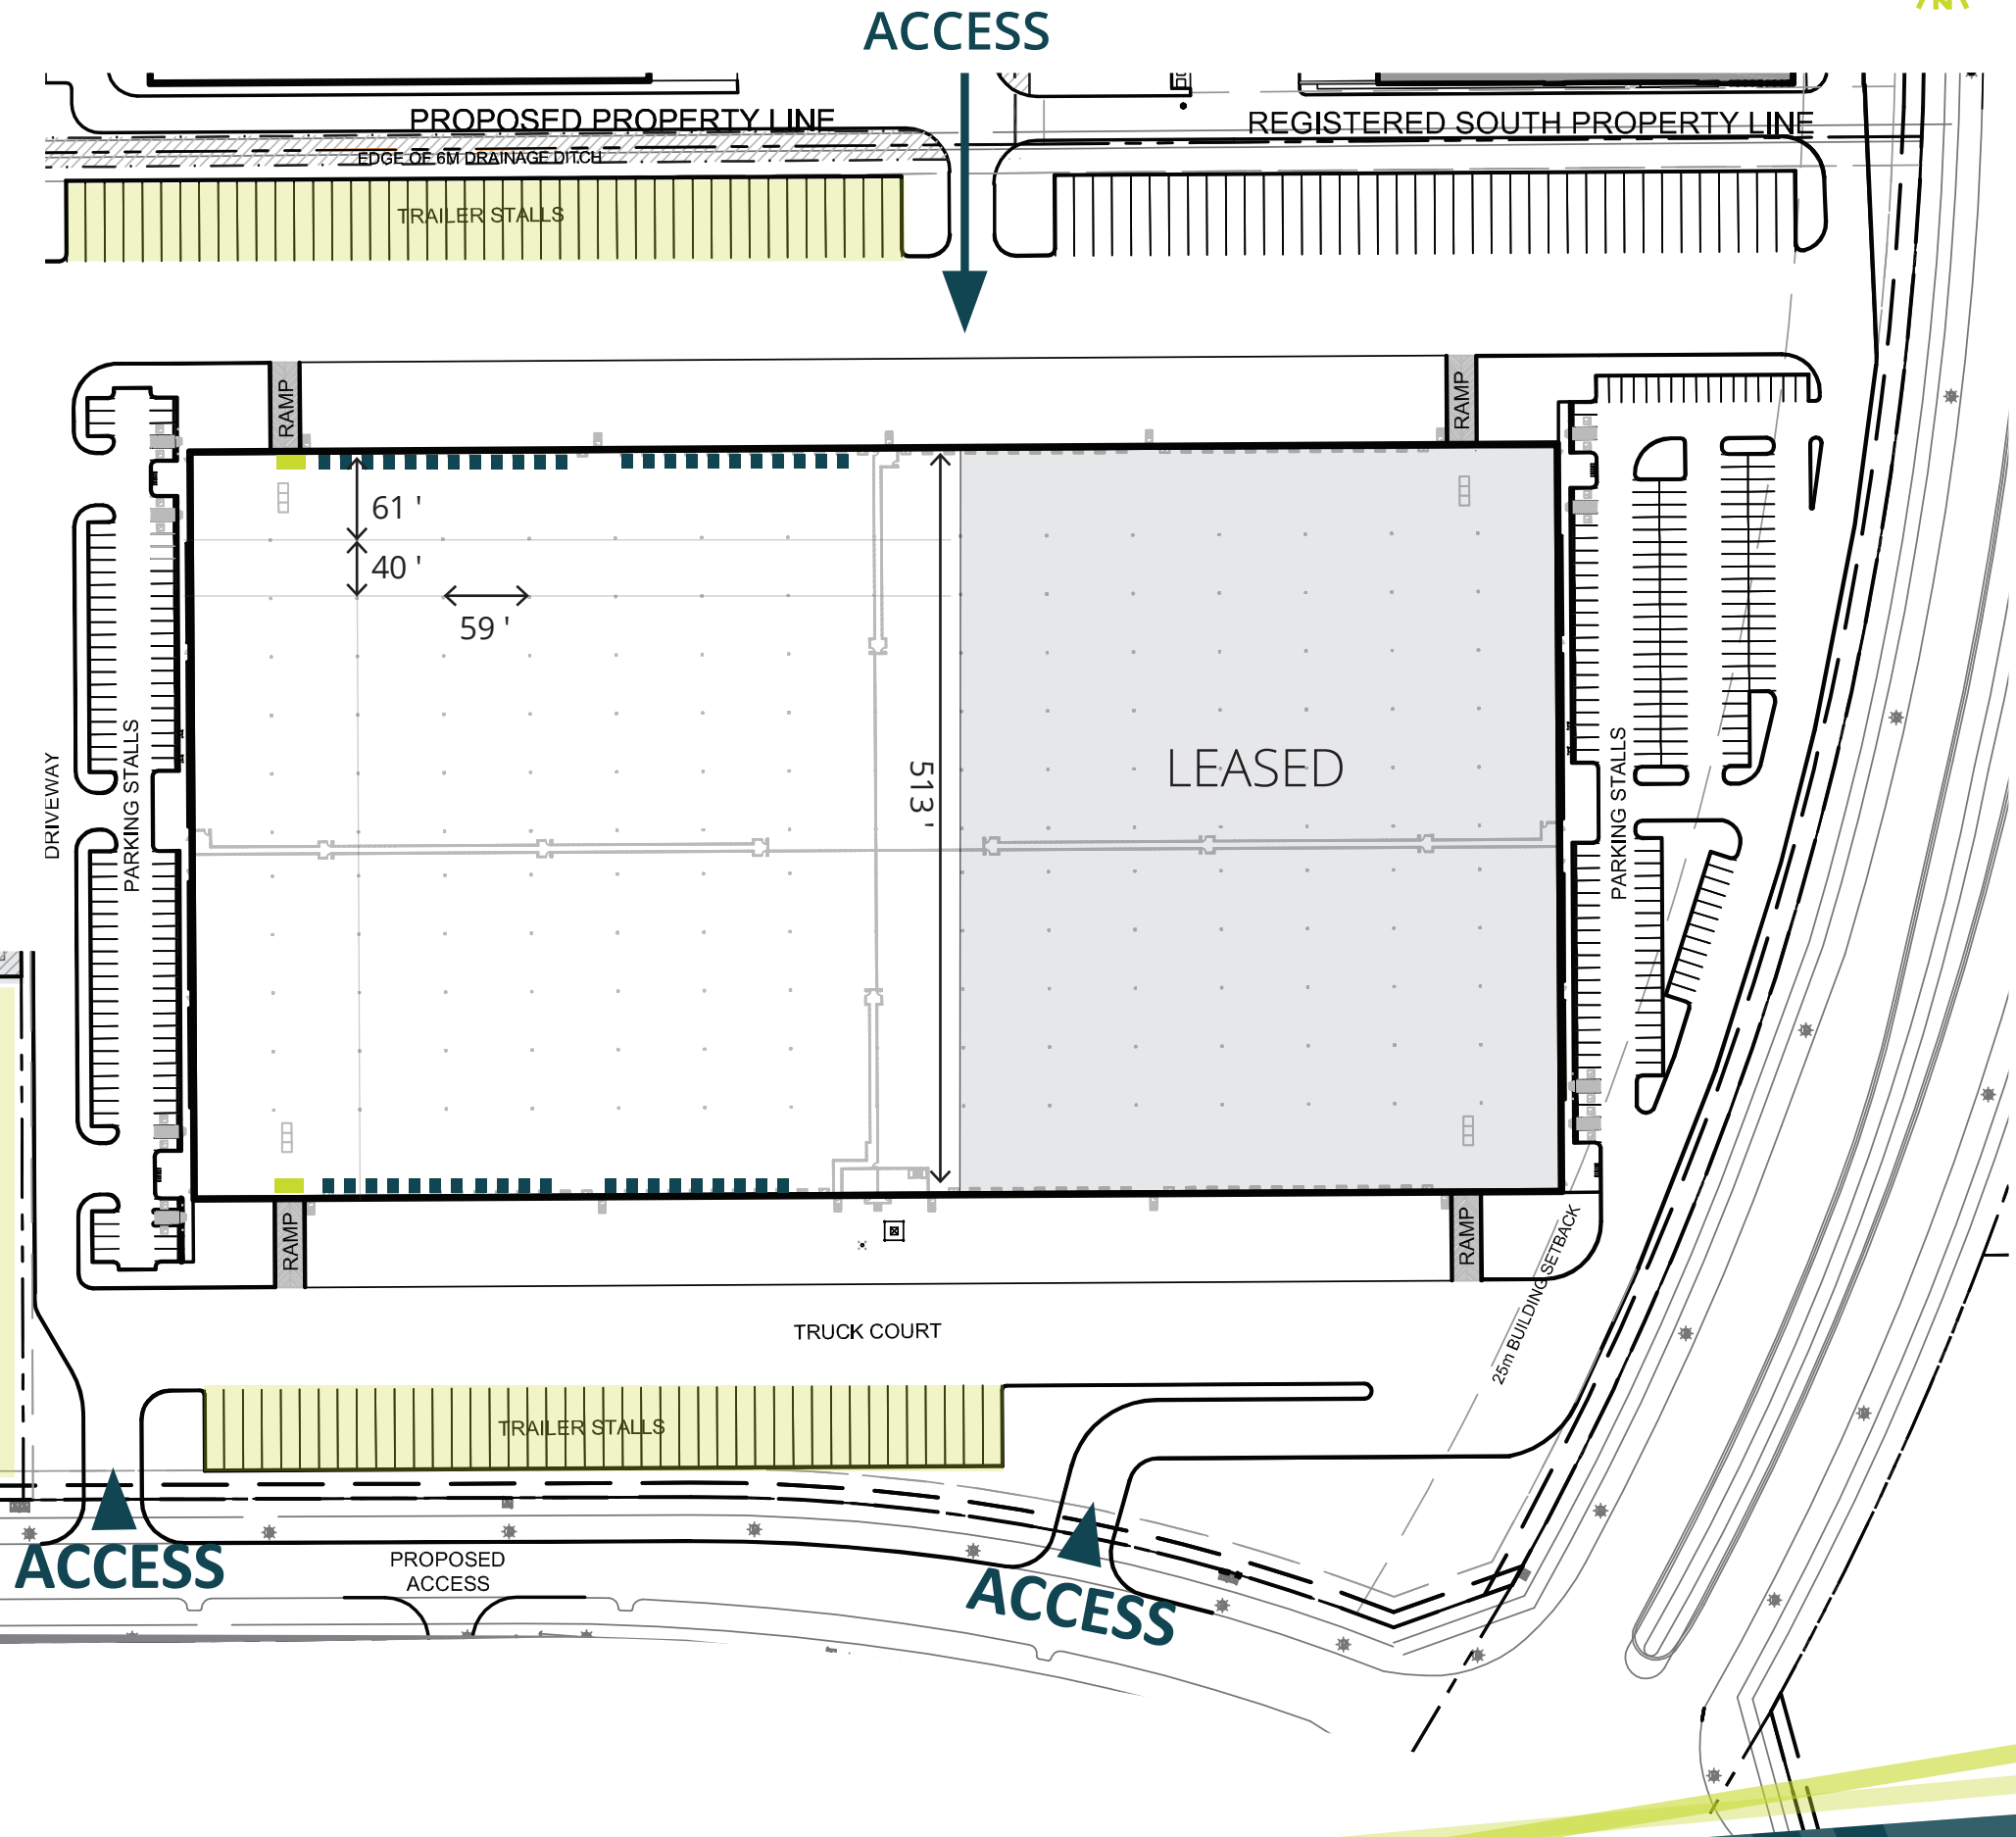 N
ACCESS
PROPOSED PROPERTY LINE
REGISTERED SOUTH PROPERTY LINE
EDGE OF 6M DRAINAGE DITCH
TRAILER STALLS
RAMP
RAMP
61 '
40 '
59 '
513 '
LEASED
DRIVEWAY
PARKING STALLS
PARKING STALLS
RAMP
RAMP
25m BUILDING SETBACK
TRUCK COURT
TRAILER STALLS
ACCESS
PROPOSED
ACCESS
ACCESS